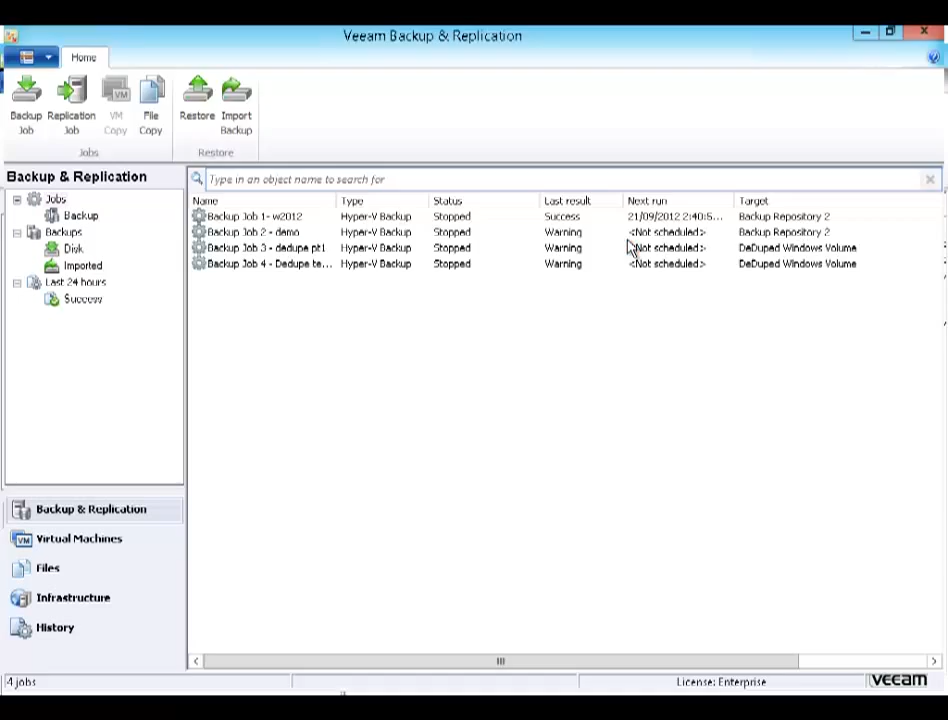 Veeam Backup & Replication
Home
Backup Job
Replication Job
VM Copy
File Copy
Restore
Import Backup
Jobs
Restore
Backup & Replication
Type in an object name to search for
Jobs
Backup
Backups
Disk
Imported
Last 24 hours
Success
Name Type Status Last result Next run Target
Backup Job 1- w2012 Hyper-V Backup Stopped Success 21/09/2012 2:40:5... Backup Repository 2
Backup Job 2 - demo Hyper-V Backup Stopped Warning <Not scheduled> Backup Repository 2
Backup Job 3 - dedupe pt1 Hyper-V Backup Stopped Warning <Not scheduled> DeDuped Windows Volume
Backup Job 4 - Dedupe te... Hyper-V Backup Stopped Warning <Not scheduled> DeDuped Windows Volume
Backup & Replication
VM Virtual Machines
Files
Infrastructure
History
4 jobs
License: Enterprise
veeam